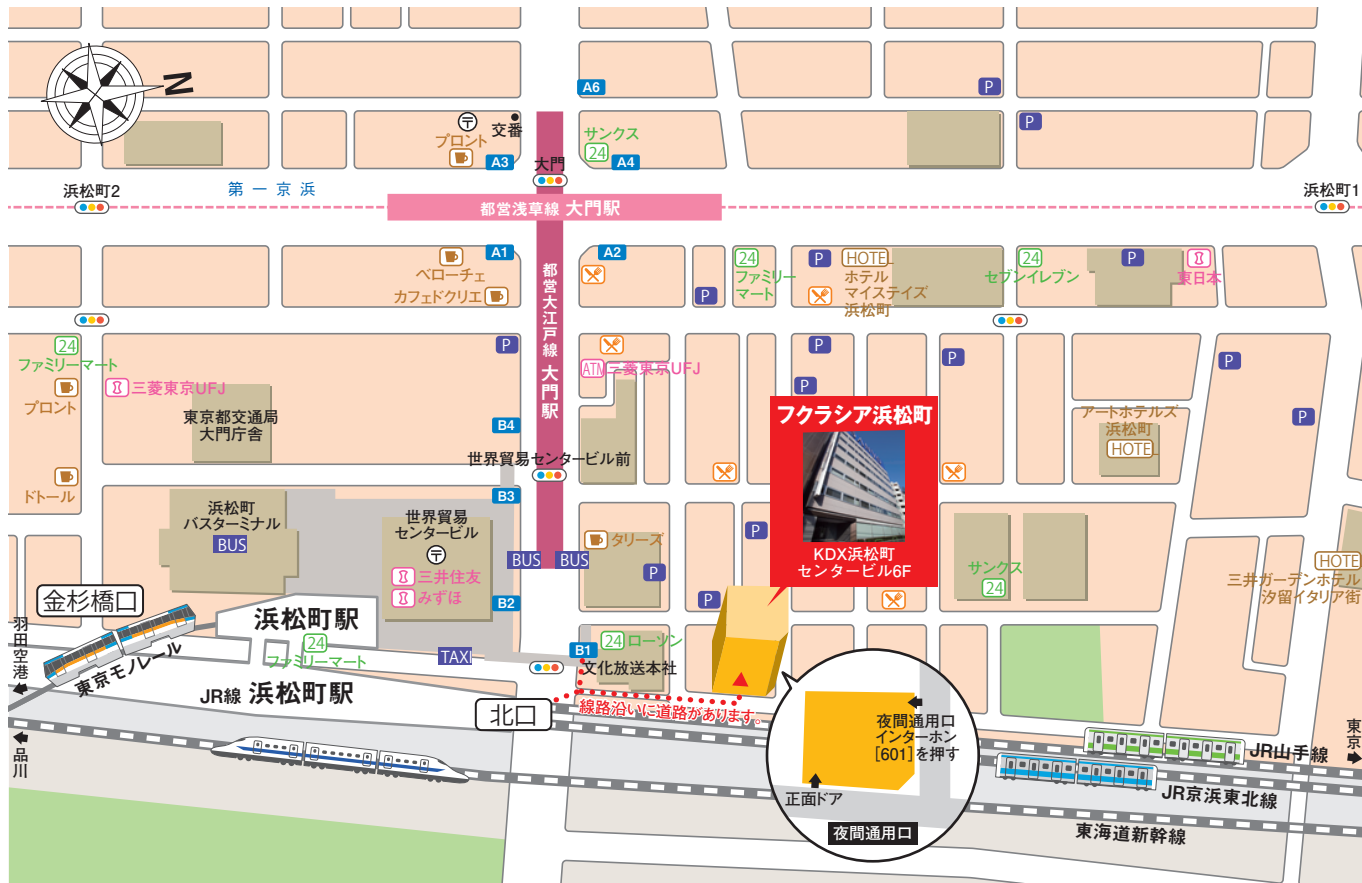 N
A6
P
〒
交番
プロント
A3
サンクス
24
A4
P
大門
浜松町2
第一京浜
浜松町1
都営浅草線 大門駅
A1
ベローチェ
カフェドクリエ
A2
24
ファミリー
マート
P
P
HOTEL
ホテル
マイステイズ
浜松町
24
セブンイレブン
P
東日本
都営大江戸線 大門駅
24
ファミリーマート
プロント
三菱東京UFJ
東京都交通局
大門庁舎
P
ATM 三菱東京UFJ
P
P
P
P
P
アートホテルズ
浜松町
HOTEL
B4
フクラシア浜松町
KDX浜松町
センタービル6F
世界貿易センタービル前
ドトール
浜松町
バスターミナル
BUS
世界貿易
センタービル
〒
三井住友
みずほ
B3
BUS
BUS
B2
タリーズ
P
P
P
サンクス
24
HOTEL
三井ガーデンホテル
汐留イタリア街
金杉橋口
羽田空港
東京モノレール
浜松町駅
24
ファミリーマート
TAXI
B1
24 ローソン
文化放送本社
JR線 浜松町駅
北口
線路沿いに道路があります。
品川
夜間通用口
インターホン
[601]を押す
正面ドア
夜間通用口
東京
JR山手線
JR京浜東北線
東海道新幹線